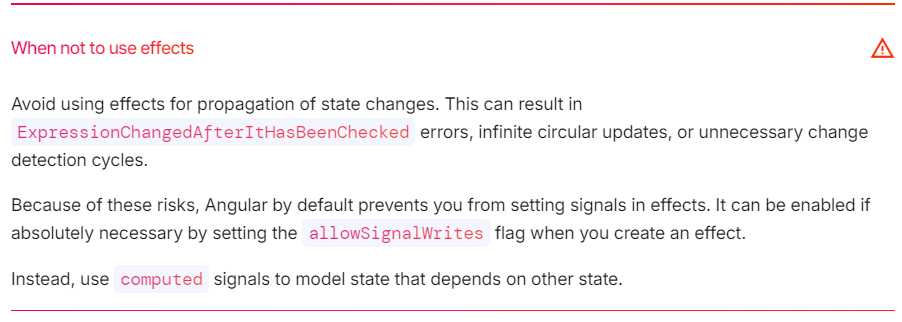 When not to use effects
Avoid using effects for propagation of state changes. This can result in
ExpressionChangedAfterItHasBeenChecked errors, infinite circular updates, or unnecessary change
detection cycles.
Because of these risks, Angular by default prevents you from setting signals in effects. It can be enabled if
absolutely necessary by setting the allowSignalWrites flag when you create an effect.
Instead, use computed signals to model state that depends on other state.